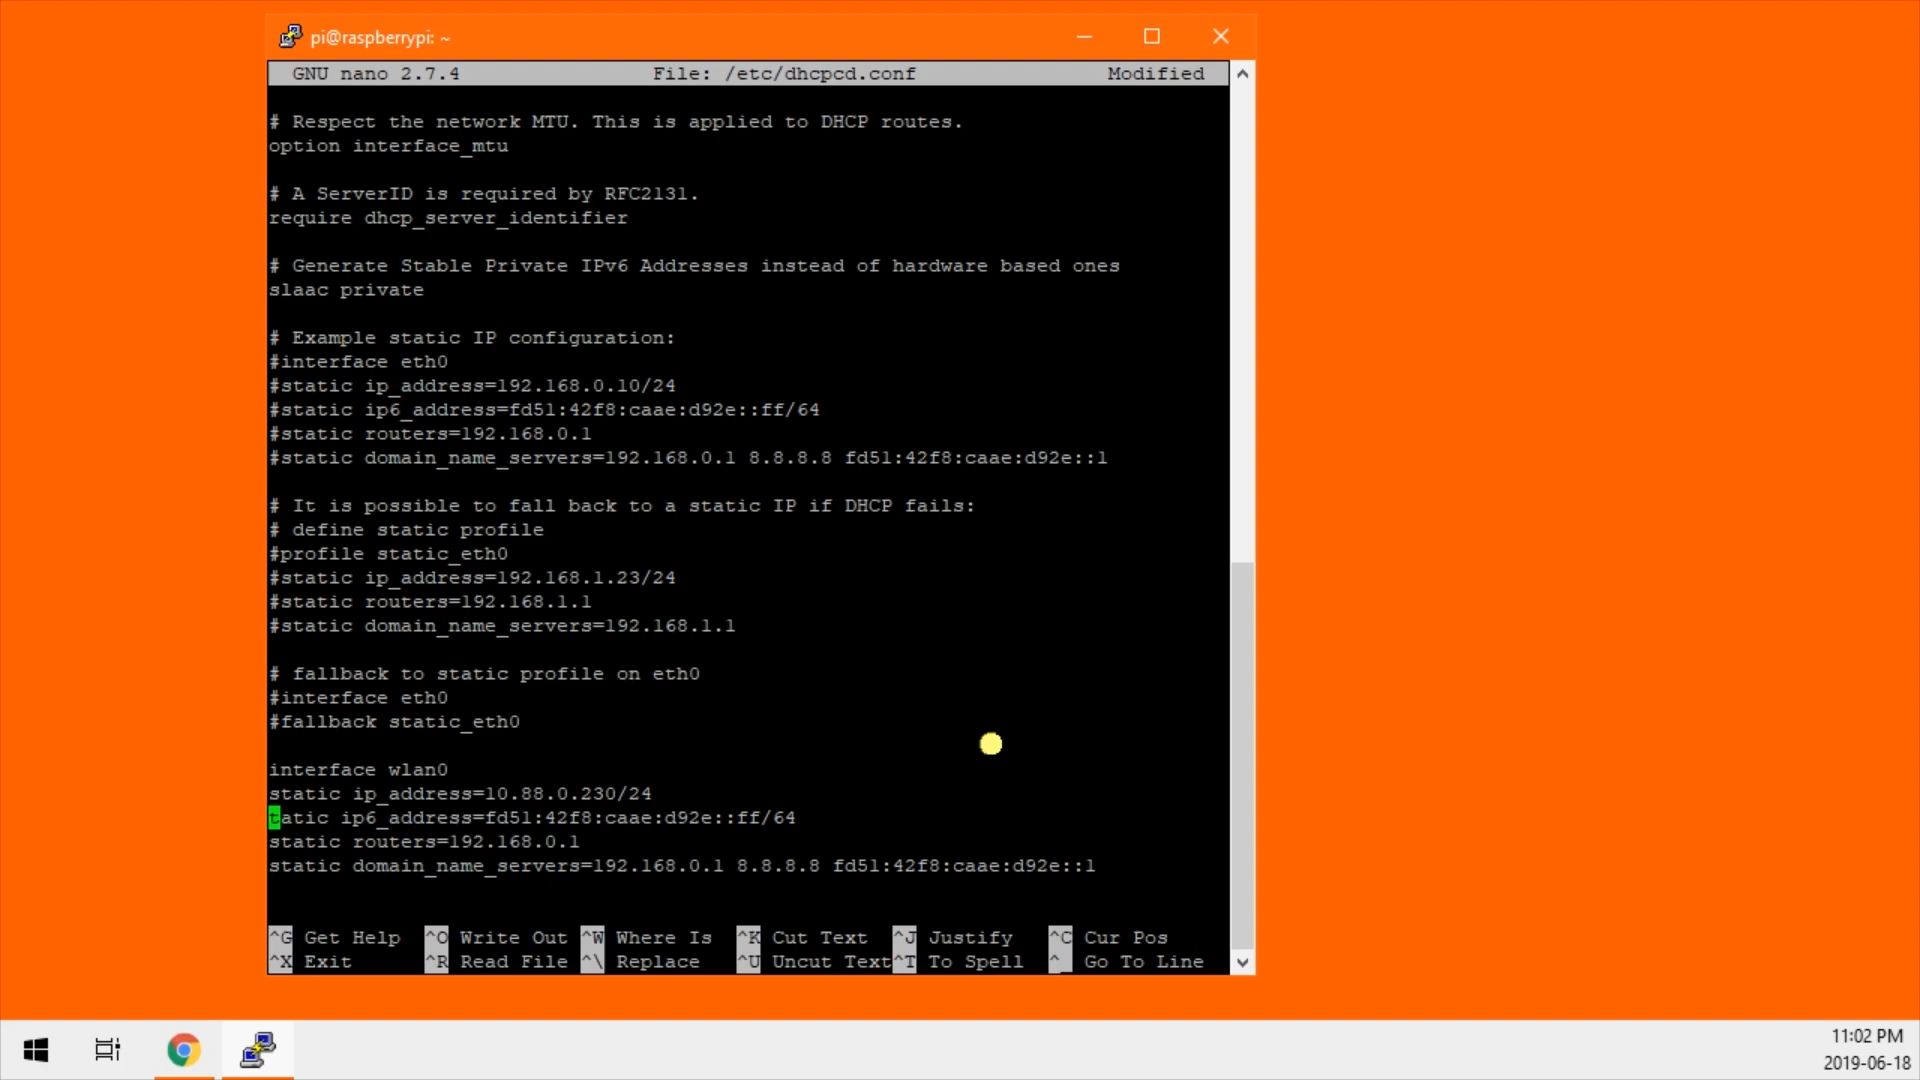 pi@raspberrypi: ~
GNU nano 2.7.4 File: /etc/dhcpcd.conf Modified
# Respect the network MTU. This is applied to DHCP routes.
option interface_mtu
# A ServerID is required by RFC2131.
require dhcp_server_identifier
# Generate Stable Private IPv6 Addresses instead of hardware based ones
slaac private
# Example static IP configuration:
#interface eth0
#static ip_address=192.168.0.10/24
#static ip6_address=fd51:42f8:caae:d92e::ff/64
#static routers=192.168.0.1
#static domain_name_servers=192.168.0.1 8.8.8.8 fd51:42f8:caae:d92e::1
# It is possible to fall back to a static IP if DHCP fails:
# define static profile
#profile static_eth0
#static ip_address=192.168.1.23/24
#static routers=192.168.1.1
#static domain_name_servers=192.168.1.1
# fallback to static profile on eth0
#interface eth0
#fallback static_eth0
interface wlan0
static ip_address=10.88.0.230/24
tatic ip6_address=fd51:42f8:caae:d92e::ff/64
static routers=192.168.0.1
static domain_name_servers=192.168.0.1 8.8.8.8 fd51:42f8:caae:d92e::1
^G Get Help ^O Write Out ^W Where Is ^K Cut Text ^J Justify ^C Cur Pos
^X Exit ^R Read File ^\ Replace ^U Uncut Text ^T To Spell ^_ Go To Line
11:02 PM
2019-06-18